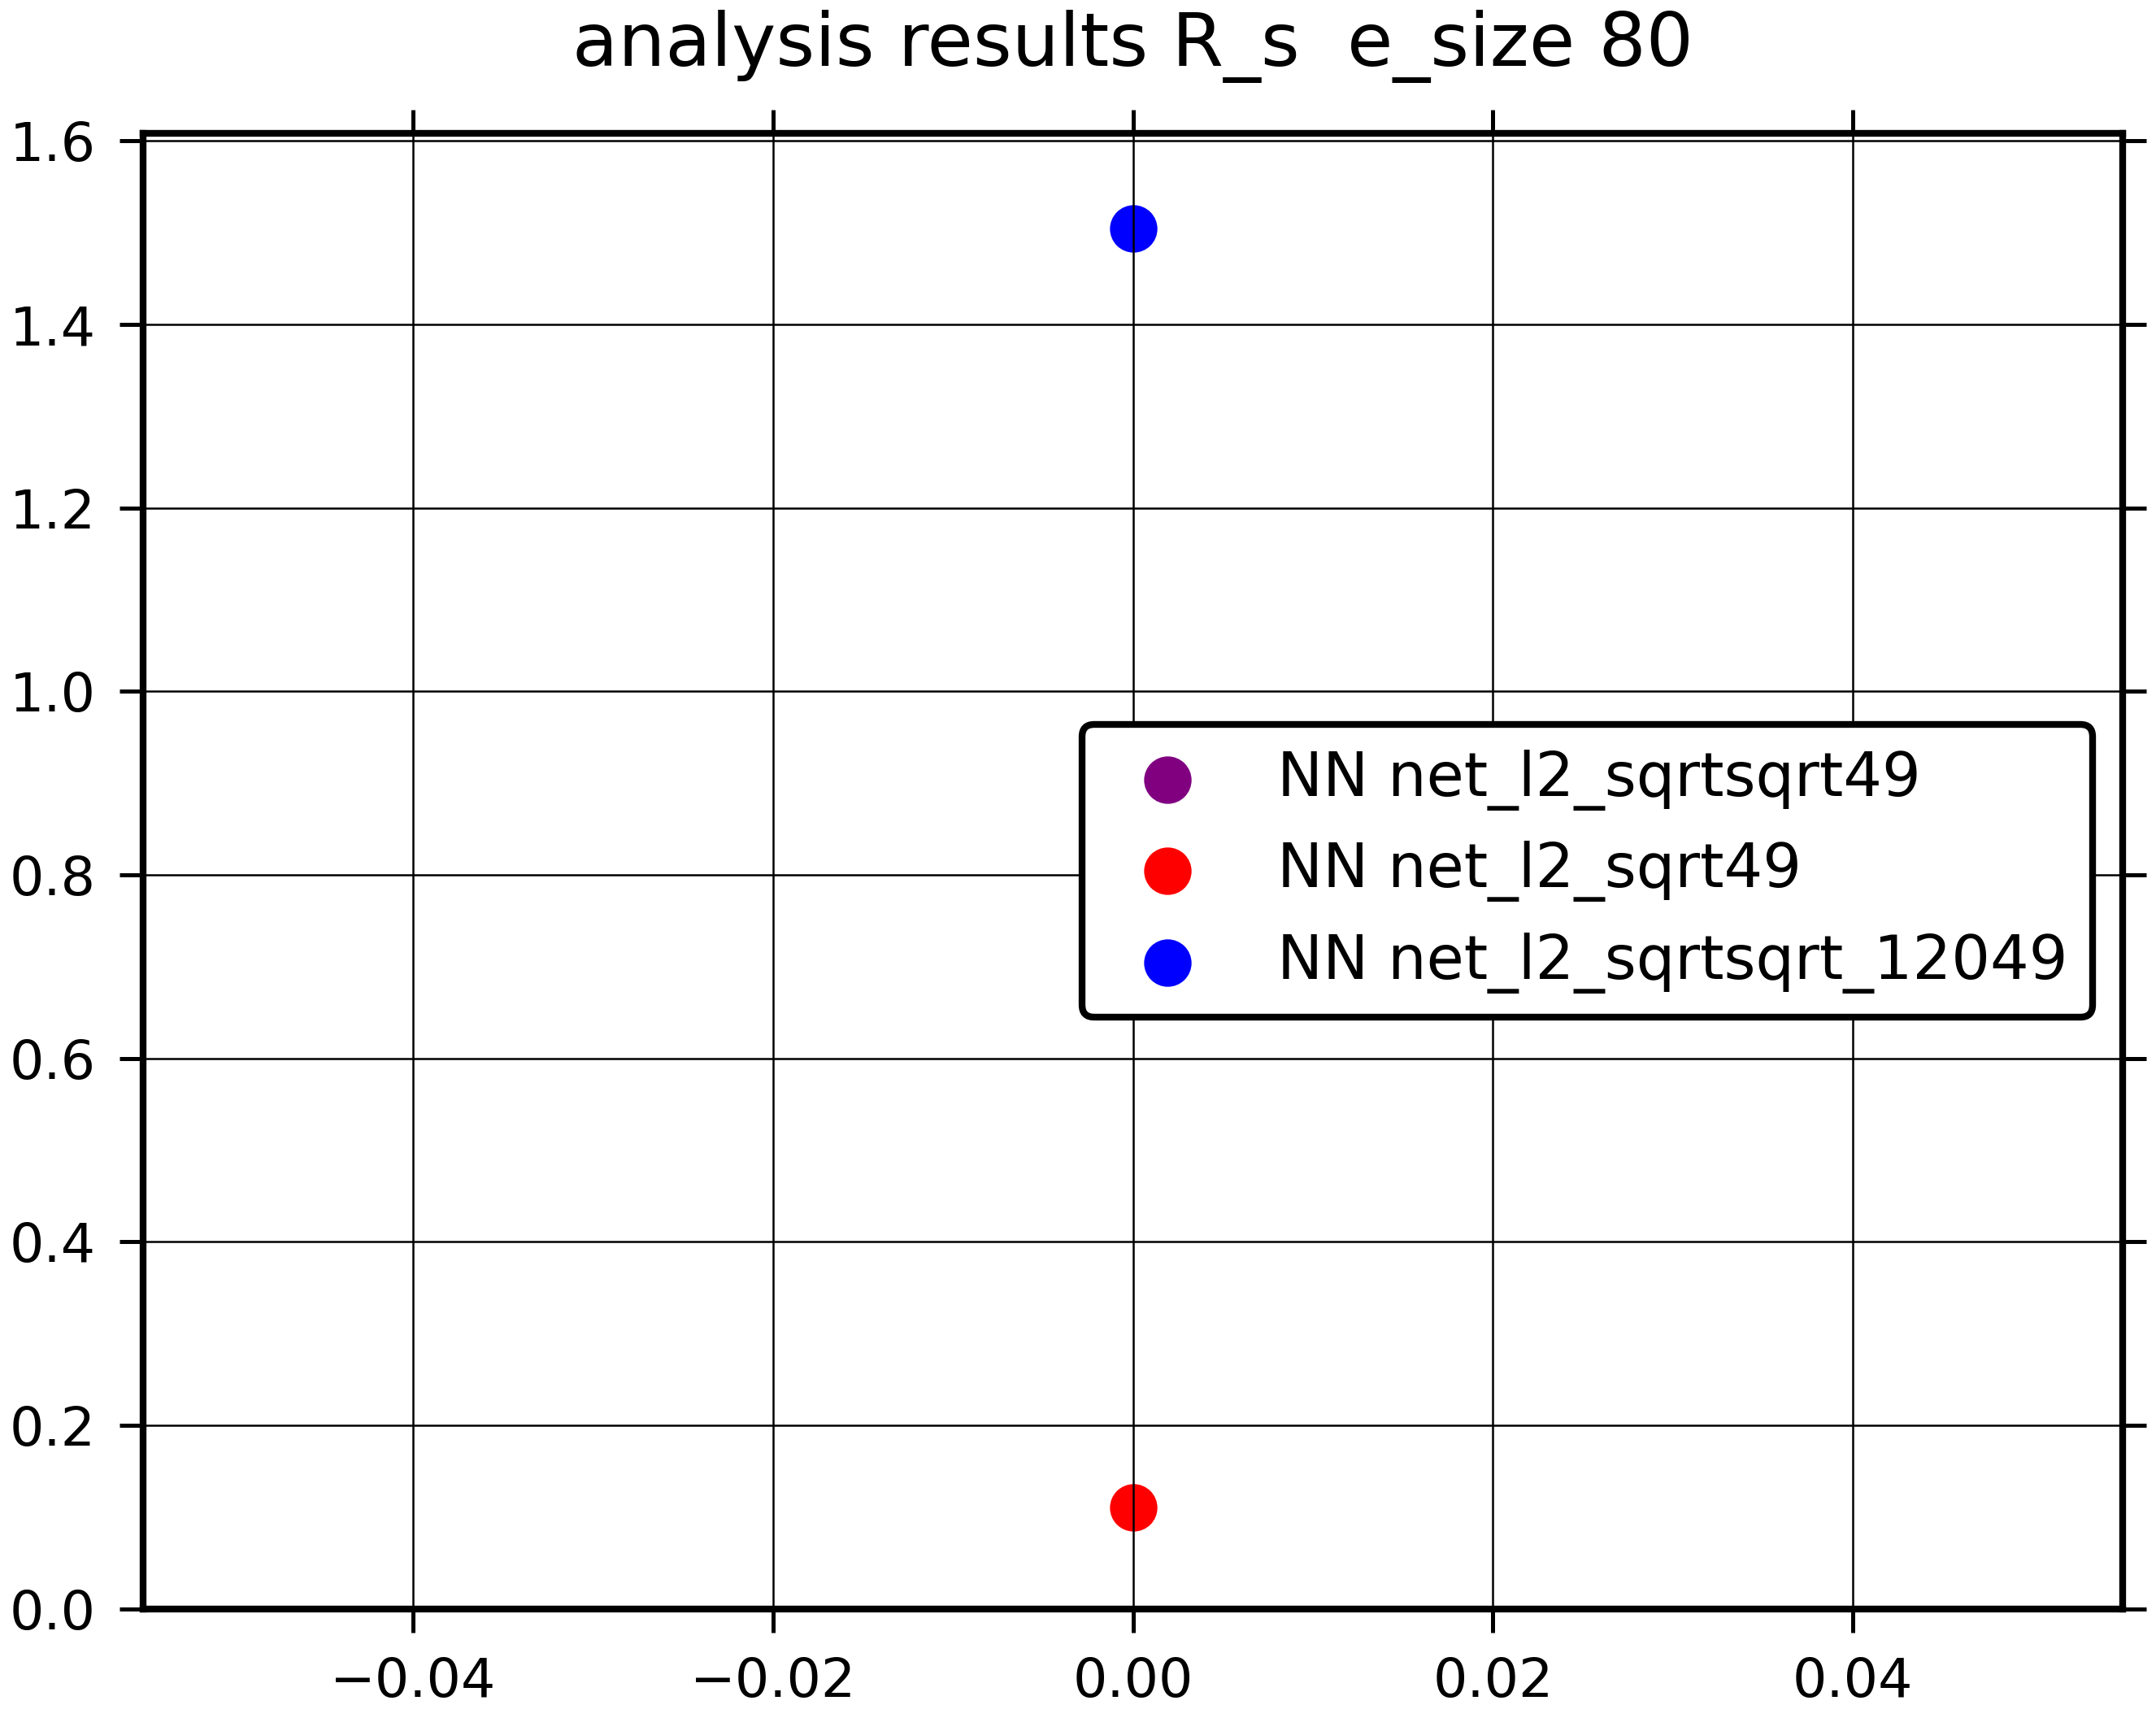 analysis results R_s  e_size 80
1.6
1.4
1.2
1.0
0.8
0.6
0.4
0.2
0.0
NN net_l2_sqrtsqrt49
NN net_l2_sqrt49
NN net_l2_sqrtsqrt_12049
−0.04 −0.02 0.00 0.02 0.04